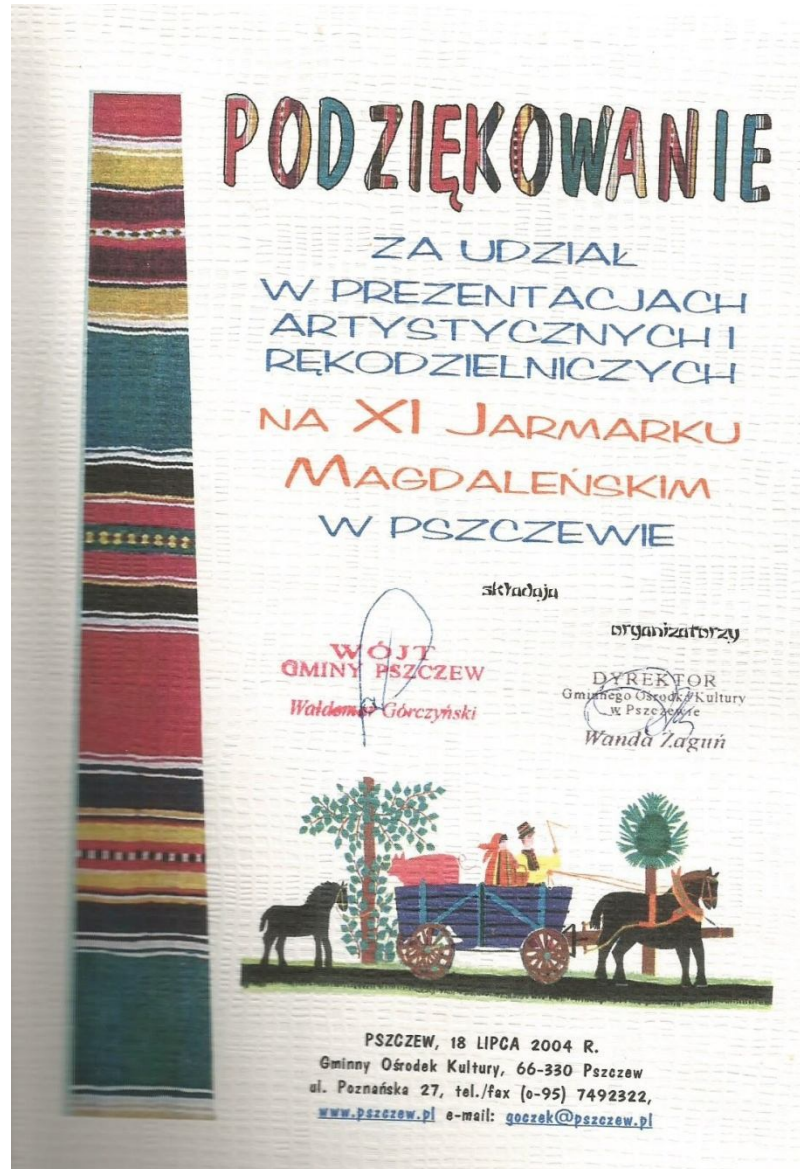 PODZIĘKOWANIE
ZA UDZIAŁ
W PREZENTACJACH
ARTYSTYCZNYCH I
RĘKODZIELNICZYCH
NA XI JARMARKU
MAGDALEŃSKIM
W PSZCZEWIE
składają
organizatorzy
WÓJT
GMINY PSZCZEW
Waldemar Górczyński
DYREKTOR
Gminnego Ośrodka Kultury
w Pszczewie
Wanda Żaguń
PSZCZEW, 18 LIPCA 2004 R.
Gminny Ośrodek Kultury, 66-330 Pszczew
ul. Poznańska 27, tel./fax (o-95) 7492322,
www.pszczew.pl e-mail: goczek@pszczew.pl